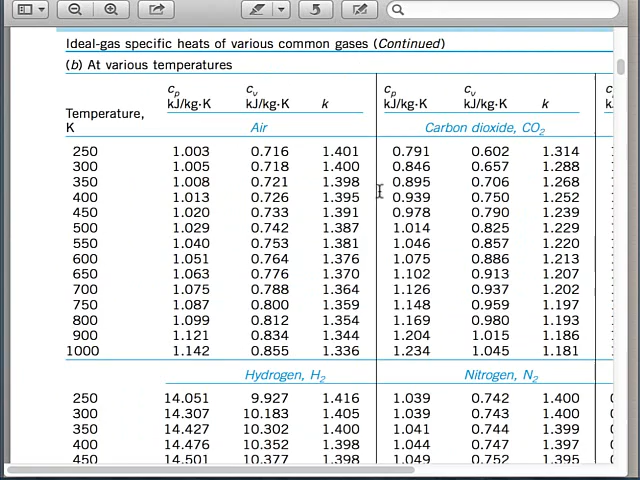 Ideal-gas specific heats of various common gases (Continued)
(b) At various temperatures
cp cv cp cv
kJ/kg·K kJ/kg·K k kJ/kg·K kJ/kg·K k
Temperature,
K Air Carbon dioxide, CO2
250 1.003 0.716 1.401 0.791 0.602 1.314
300 1.005 0.718 1.400 0.846 0.657 1.288
350 1.008 0.721 1.398 0.895 0.706 1.268
400 1.013 0.726 1.395 0.939 0.750 1.252
450 1.020 0.733 1.391 0.978 0.790 1.239
500 1.029 0.742 1.387 1.014 0.825 1.229
550 1.040 0.753 1.381 1.046 0.857 1.220
600 1.051 0.764 1.376 1.075 0.886 1.213
650 1.063 0.776 1.370 1.102 0.913 1.207
700 1.075 0.788 1.364 1.126 0.937 1.202
750 1.087 0.800 1.359 1.148 0.959 1.197
800 1.099 0.812 1.354 1.169 0.980 1.193
900 1.121 0.834 1.344 1.204 1.015 1.186
1000 1.142 0.855 1.336 1.234 1.045 1.181
Hydrogen, H2 Nitrogen, N2
250 14.051 9.927 1.416 1.039 0.742 1.400
300 14.307 10.183 1.405 1.039 0.743 1.400
350 14.427 10.302 1.400 1.041 0.744 1.399
400 14.476 10.352 1.398 1.044 0.747 1.397
450 14.501 10.377 1.398 1.049 0.752 1.395